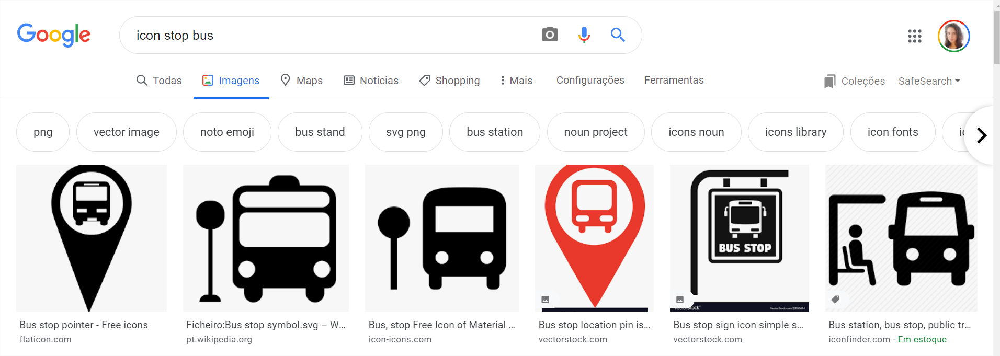 Google
icon stop bus
Todas
Imagens
Maps
Notícias
Shopping
Mais
Configurações
Ferramentas
Coleções
SafeSearch
png
vector image
noto emoji
bus stand
svg png
bus station
noun project
icons noun
icons library
icon fonts
BUS STOP
VectorStock®
Bus stop pointer - Free icons
flaticon.com
Ficheiro:Bus stop symbol.svg – W...
pt.wikipedia.org
Bus, stop Free Icon of Material ...
icon-icons.com
Bus stop location pin is...
vectorstock.com
Bus stop sign icon simple s...
vectorstock.com
Bus station, bus stop, public tr...
iconfinder.com · Em estoque